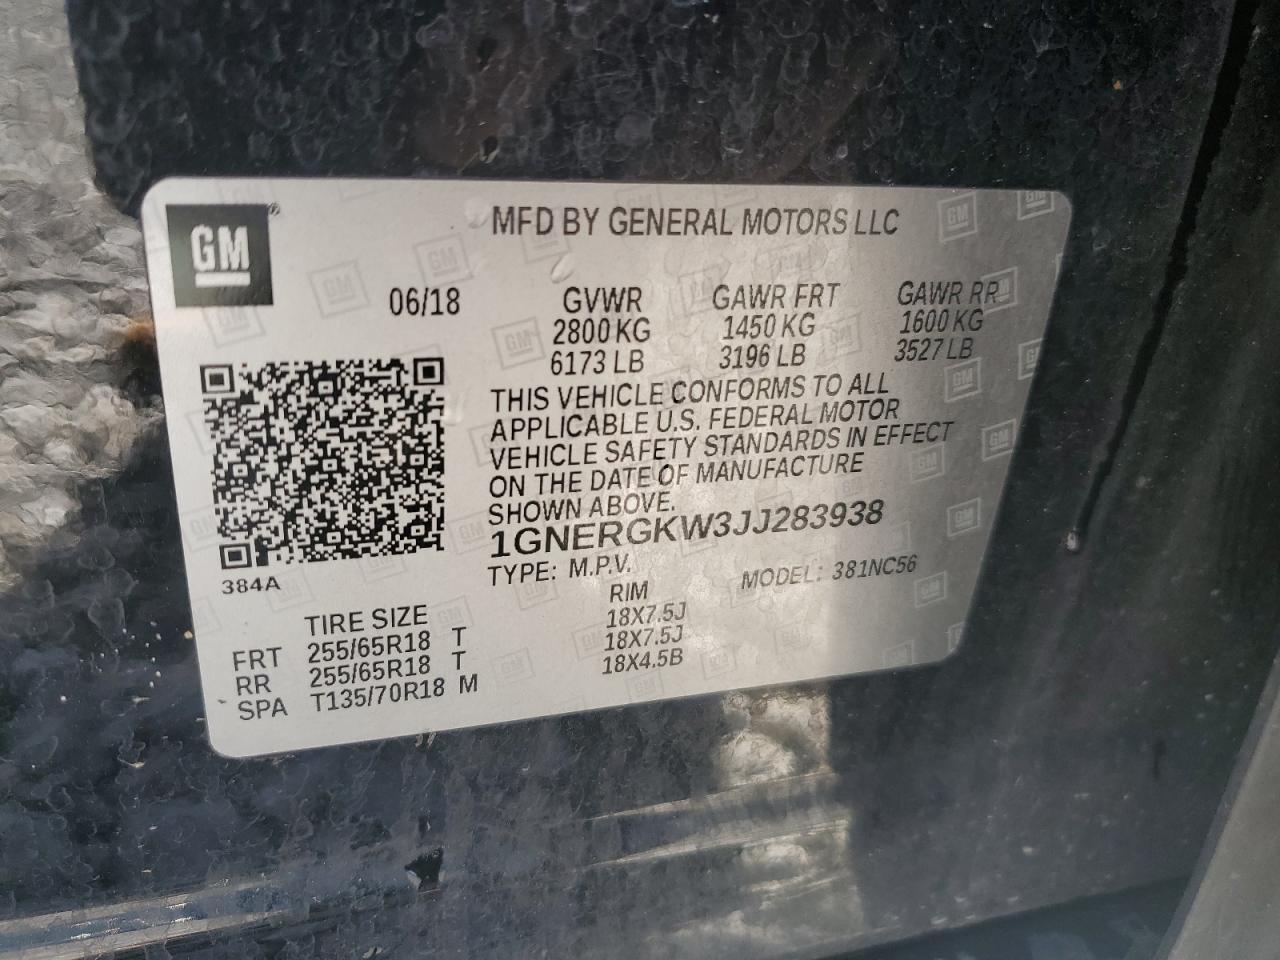 GM®
MFD BY GENERAL MOTORS LLC
06/18 GVWR GAWR FRT GAWR RR
2800 KG 1450 KG 1600 KG
6173 LB 3196 LB 3527 LB
THIS VEHICLE CONFORMS TO ALL
APPLICABLE U.S. FEDERAL MOTOR
VEHICLE SAFETY STANDARDS IN EFFECT
ON THE DATE OF MANUFACTURE
SHOWN ABOVE.
1GNERGKW3JJ283938
TYPE: M.P.V. MODEL: 381NC56
384A
TIRE SIZE RIM
FRT 255/65R18 T 18X7.5J
RR 255/65R18 T 18X7.5J
SPA T135/70R18 M 18X4.5B